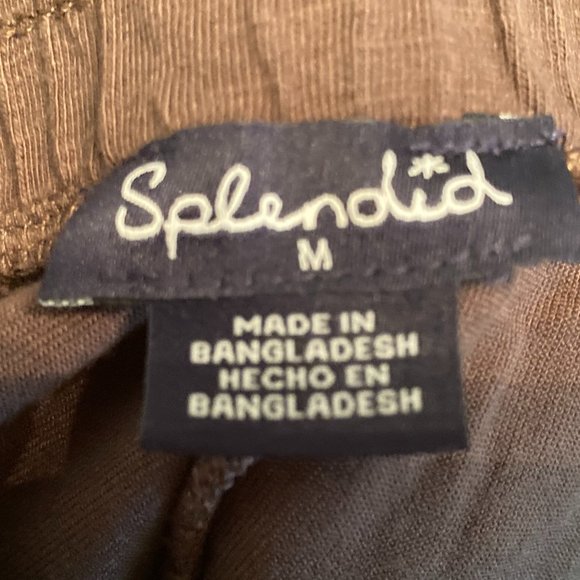 Splendid
M
MADE IN
BANGLADESH
HECHO EN
BANGLADESH